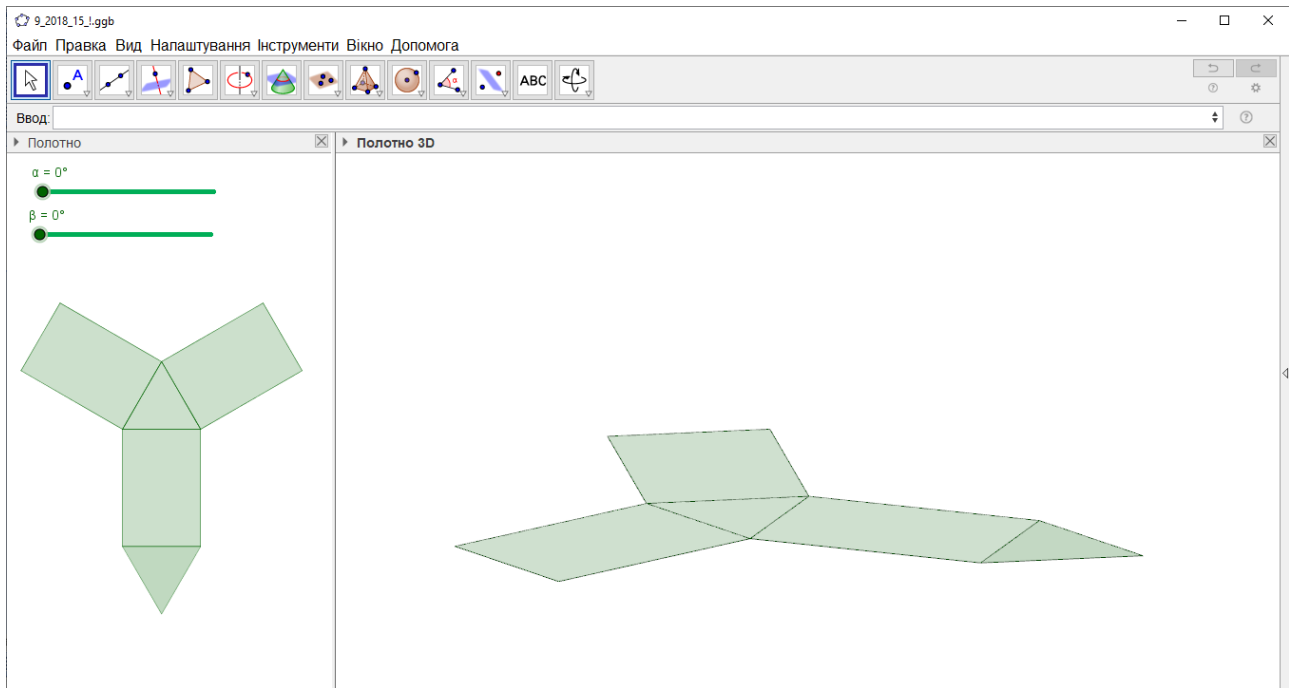 9_2018_15_!.ggb
Файл Правка Вид Налаштування Інструменти Вікно Допомога
A
α
ABC
Ввод:
Полотно
Полотно 3D
α = 0°
β = 0°